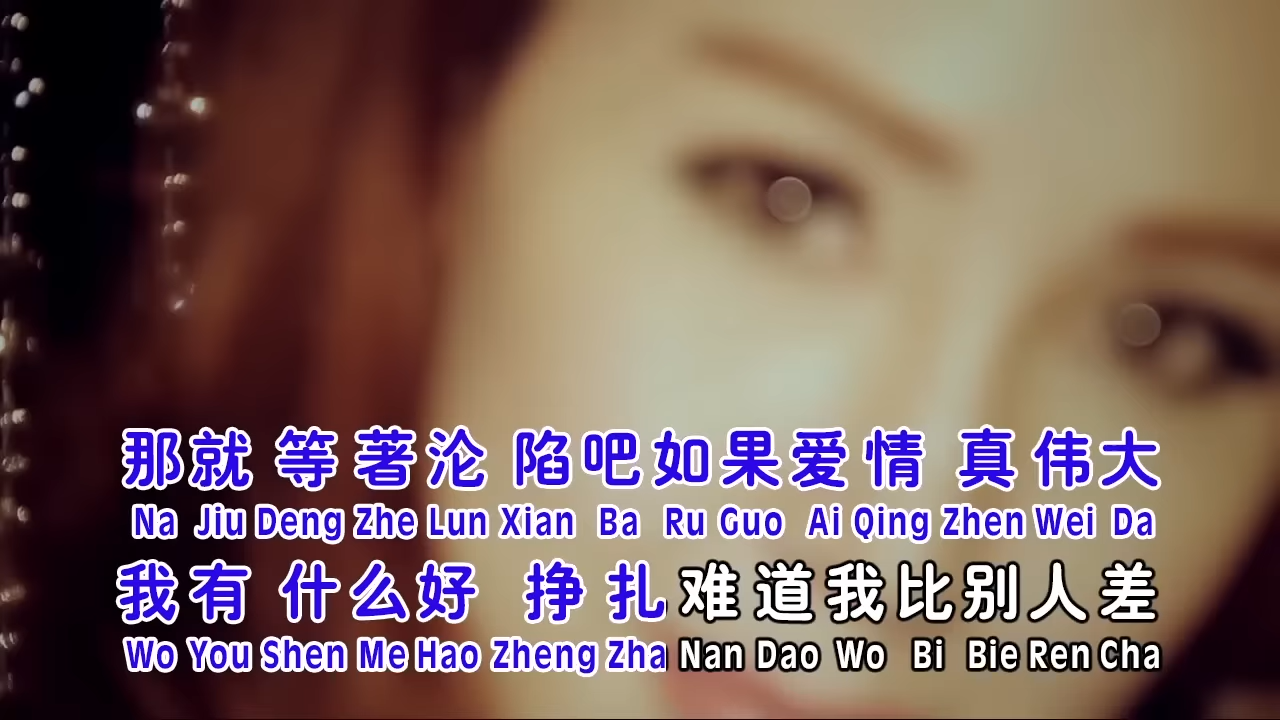 那就 等著沦 陷吧如果爱情 真伟大
Na Jiu Deng Zhe Lun Xian Ba Ru Guo Ai Qing Zhen Wei Da
我有 什么好 挣扎难道我比别人差
Wo You Shen Me Hao Zheng Zha Nan Dao Wo Bi Bie Ren Cha